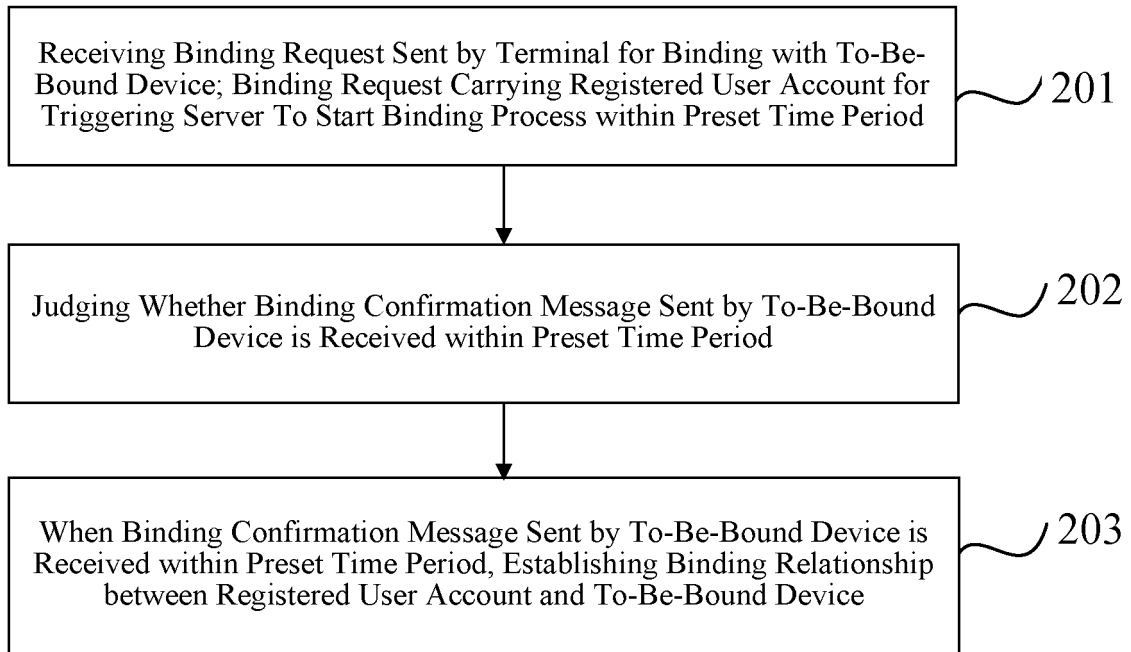 Receiving Binding Request Sent by Terminal for Binding with To-Be-
Bound Device; Binding Request Carrying Registered User Account for
Triggering Server To Start Binding Process within Preset Time Period
201
Judging Whether Binding Confirmation Message Sent by To-Be-Bound
Device is Received within Preset Time Period
202
When Binding Confirmation Message Sent by To-Be-Bound Device is
Received within Preset Time Period, Establishing Binding Relationship
between Registered User Account and To-Be-Bound Device
203